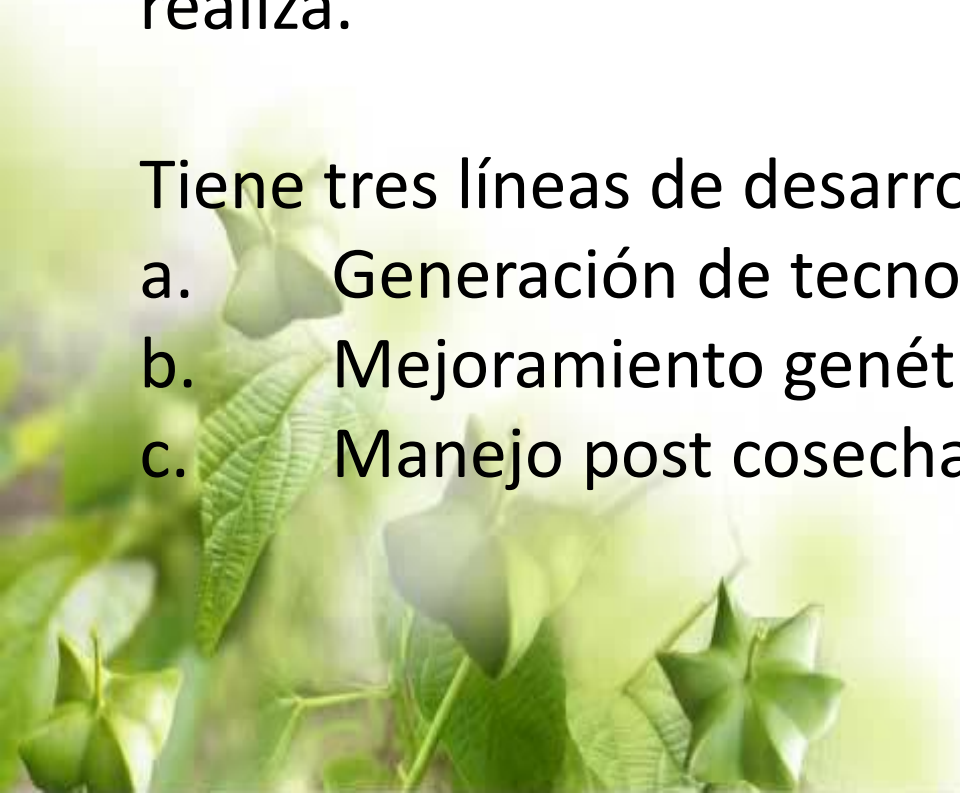 realiza.
Tiene tres líneas de desarro
a. Generación de tecno
b. Mejoramiento genét
c. Manejo post cosecha